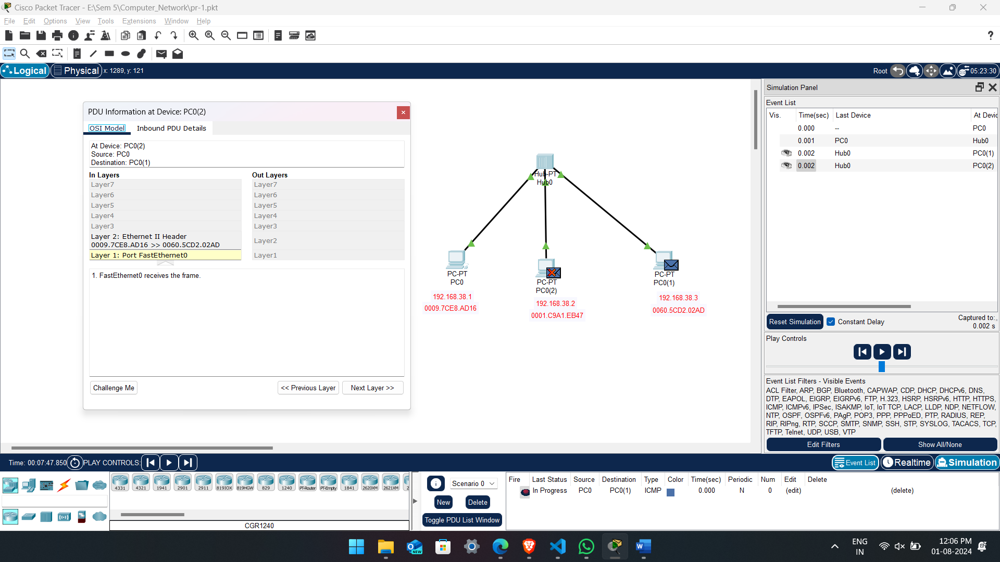 Cisco Packet Tracer - E:\Sem 5\Computer_Network\pr-1.pkt
File Edit Options View Tools Extensions Window Help
?
Logical Physical x: 1289, y: 121
Root 05:23:30
PDU Information at Device: PC0(2)
OSI Model Inbound PDU Details
At Device: PC0(2)
Source: PC0
Destination: PC0(1)
In Layers Out Layers
Layer7 Layer7
Layer6 Layer6
Layer5 Layer5
Layer4 Layer4
Layer3 Layer3
Layer 2: Ethernet II Header
0009.7CE8.AD16 >> 0060.5CD2.02AD Layer2
Layer 1: Port FastEthernet0 Layer1
1. FastEthernet0 receives the frame.
Challenge Me << Previous Layer Next Layer >>
Hub-PT
Hub0
PC-PT
PC0
192.168.38.1
0009.7CE8.AD16
PC-PT
PC0(2)
192.168.38.2
0001.C9A1.EB47
PC-PT
PC0(1)
192.168.38.3
0060.5CD2.02AD
Simulation Panel
Event List
Vis. Time(sec) Last Device At Devic
0.000 -- PC0
0.001 PC0 Hub0
0.002 Hub0 PC0(1)
0.002 Hub0 PC0(2)
Reset Simulation Constant Delay Captured to:
0.002 s
Play Controls
Event List Filters - Visible Events
ACL Filter, ARP, BGP, Bluetooth, CAPWAP, CDP, DHCP, DHCPv6, DNS,
DTP, EAPOL, EIGRP, EIGRPv6, FTP, H.323, HSRP, HSRPv6, HTTP, HTTPS,
ICMP, ICMPv6, IPSec, ISAKMP, IoT, IoT TCP, LACP, LLDP, NDP, NETFLOW,
NTP, OSPF, OSPFv6, PAgP, POP3, PPP, PPPoED, PTP, RADIUS, REP,
RIP, RIPng, RTP, SCCP, SMTP, SNMP, SSH, STP, SYSLOG, TACACS, TCP,
TFTP, Telnet, UDP, USB, VTP
Edit Filters Show All/None
Time: 00:07:47.850 PLAY CONTROLS:
Event List Realtime Simulation
4331 4321 1941 2901 2911 819IOX 819HGW 829 1240 PT-Router PT-Empty 1841 2620XM 2621XM 2
CGR1240
Scenario 0
New Delete
Toggle PDU List Window
Fire Last Status Source Destination Type Color Time(sec) Periodic Num Edit Delete
In Progress PC0 PC0(1) ICMP 0.000 N 0 (edit) (delete)
NEW
W
ENG
IN
12:06 PM
01-08-2024